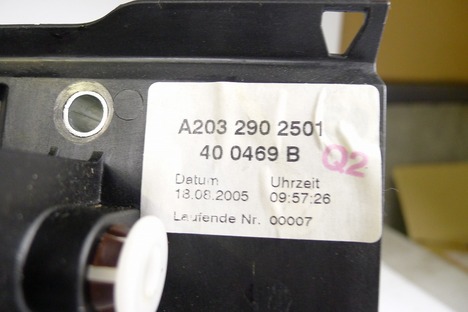 A203 290 2501
40 0469 B Q2
Datum Uhrzeit
18.08.2005 09:57:26
Laufende Nr. 00007